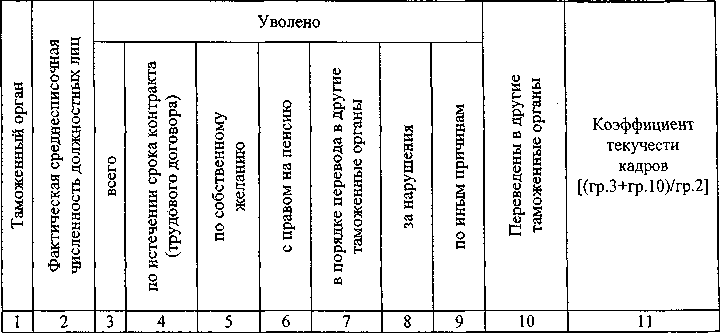 Таможенный орган
Фактическая среднесписочная
численность должностных лиц
Уволено
всего
по истечении срока контракта
(трудового договора)
по собственному
желанию
с правом на пенсию
в порядке перевода в другие
таможенные органы
за нарушения
по иным причинам
Переведены в другие
таможенные органы
Коэффициент
текучести
кадров
[(гр.3+гр.10)/гр.2]
1 2 3 4 5 6 7 8 9 10 11